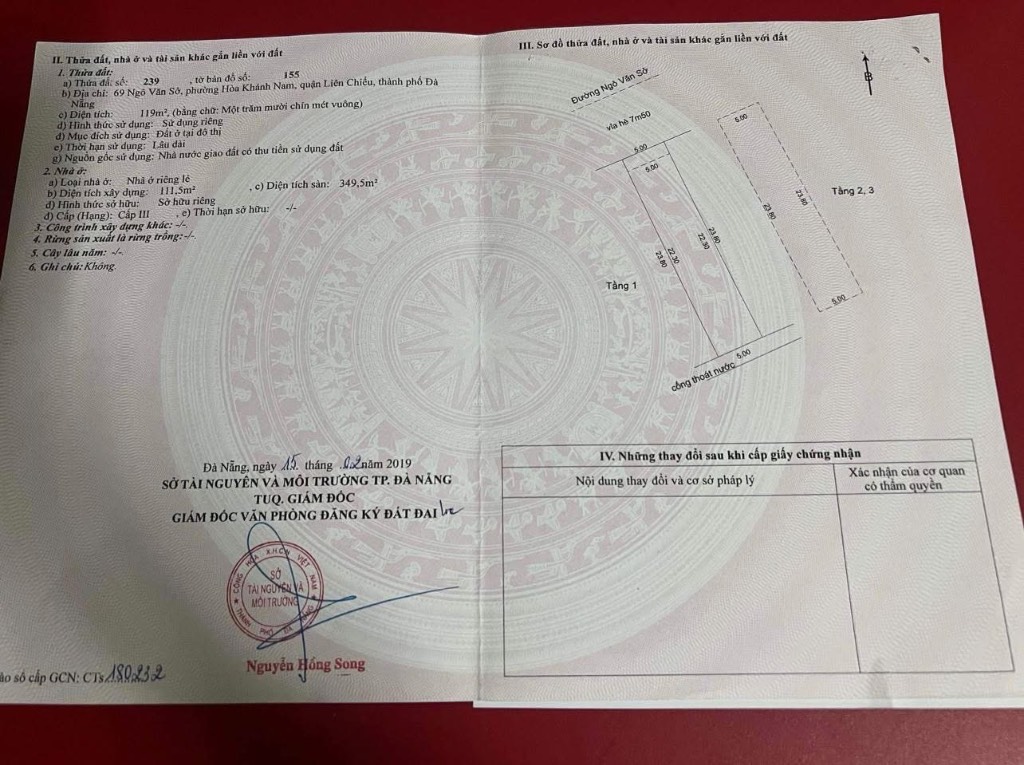 II. Thửa đất, nhà ở và tài sản khác gắn liền với đất
1. Thửa đất:
a) Thửa đất số: 239 , tờ bản đồ số: 155
b) Địa chỉ: 69 Ngô Văn Sở, phường Hòa Khánh Nam, quận Liên Chiểu, thành phố Đà
Nẵng
c) Diện tích: 119m², (bằng chữ: Một trăm mười chín mét vuông)
d) Hình thức sử dụng: Sử dụng riêng
đ) Mục đích sử dụng: Đất ở tại đô thị
e) Thời hạn sử dụng: Lâu dài
g) Nguồn gốc sử dụng: Nhà nước giao đất có thu tiền sử dụng đất
2. Nhà ở:
a) Loại nhà ở: Nhà ở riêng lẻ
b) Diện tích xây dựng: 111,5m² , c) Diện tích sàn: 349,5m²
d) Hình thức sở hữu: Sở hữu riêng
đ) Cấp (Hạng): Cấp III , e) Thời hạn sở hữu: -/-
3. Công trình xây dựng khác: -/-
4. Rừng sản xuất là rừng trồng: -/-
5. Cây lâu năm: -/-
6. Ghi chú: Không.
Đà Nẵng, ngày 15 tháng 02 năm 2019
SỞ TÀI NGUYÊN VÀ MÔI TRƯỜNG TP. ĐÀ NẴNG
TUQ. GIÁM ĐỐC
GIÁM ĐỐC VĂN PHÒNG ĐĂNG KÝ ĐẤT ĐAI
CỘNG HÒA X.H.C.N VIỆT NAM
SỞ
TÀI NGUYÊN VÀ
MÔI TRƯỜNG
THÀNH PHỐ ĐÀ NẴNG
Nguyễn Hồng Song
ào sổ cấp GCN: CTs 180232
III. Sơ đồ thửa đất, nhà ở và tài sản khác gắn liền với đất
Đường Ngô Văn Sở
vỉa hè 7m50
5.00
5.00
23.80
22.30
22.30
23.80
Tầng 1
5.00
cống thoát nước
5.00
23.80
23.80
5.00
Tầng 2, 3
B
IV. Những thay đổi sau khi cấp giấy chứng nhận
Nội dung thay đổi và cơ sở pháp lý
Xác nhận của cơ quan
có thẩm quyền